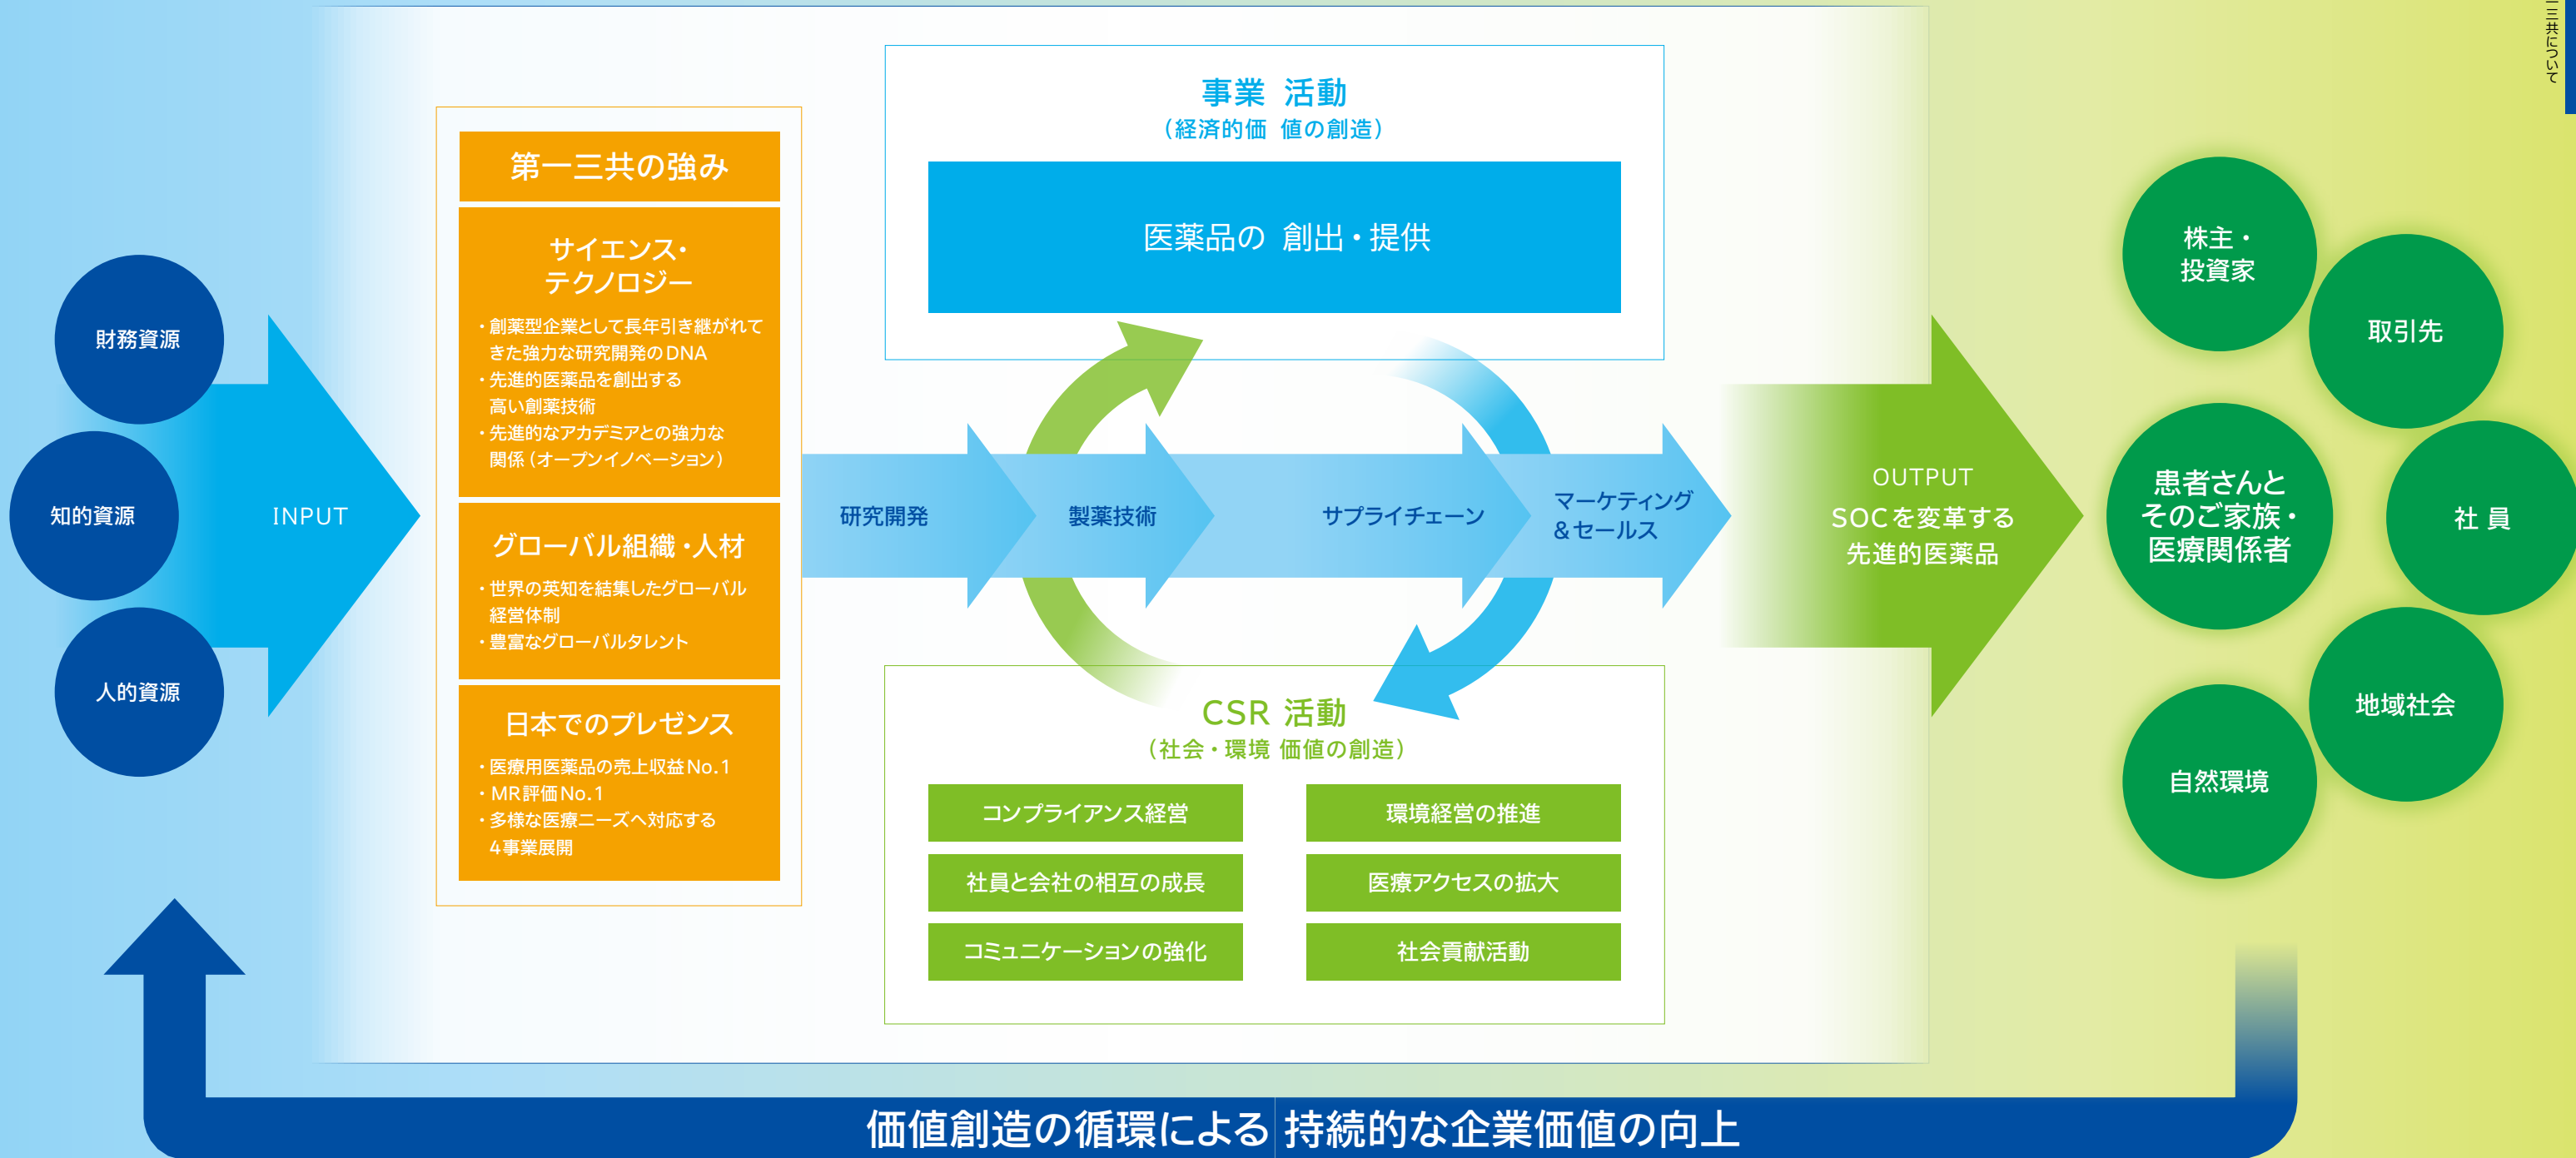 一三共について
財務資源
知的資源
人的資源
INPUT
第一三共の強み
サイエンス・
テクノロジー
・創薬型企業として長年引き継がれて
きた強力な研究開発のDNA
・先進的医薬品を創出する
高い創薬技術
・先進的なアカデミアとの強力な
関係（オープンイノベーション）
グローバル組織・人材
・世界の英知を結集したグローバル
経営体制
・豊富なグローバルタレント
日本でのプレゼンス
・医療用医薬品の売上収益No.1
・MR評価No.1
・多様な医療ニーズへ対応する
4事業展開
事業 活動
（経済的価 値の創造）
医薬品の 創出・提供
研究開発
製薬技術
サプライチェーン
マーケティング
&セールス
CSR 活動
（社会・環境 価値の創造）
コンプライアンス経営
環境経営の推進
社員と会社の相互の成長
医療アクセスの拡大
コミュニケーションの強化
社会貢献活動
OUTPUT
SOCを変革する
先進的医薬品
株主・
投資家
取引先
患者さんと
そのご家族・
医療関係者
社 員
地域社会
自然環境
価値創造の循環による 持続的な企業価値の向上